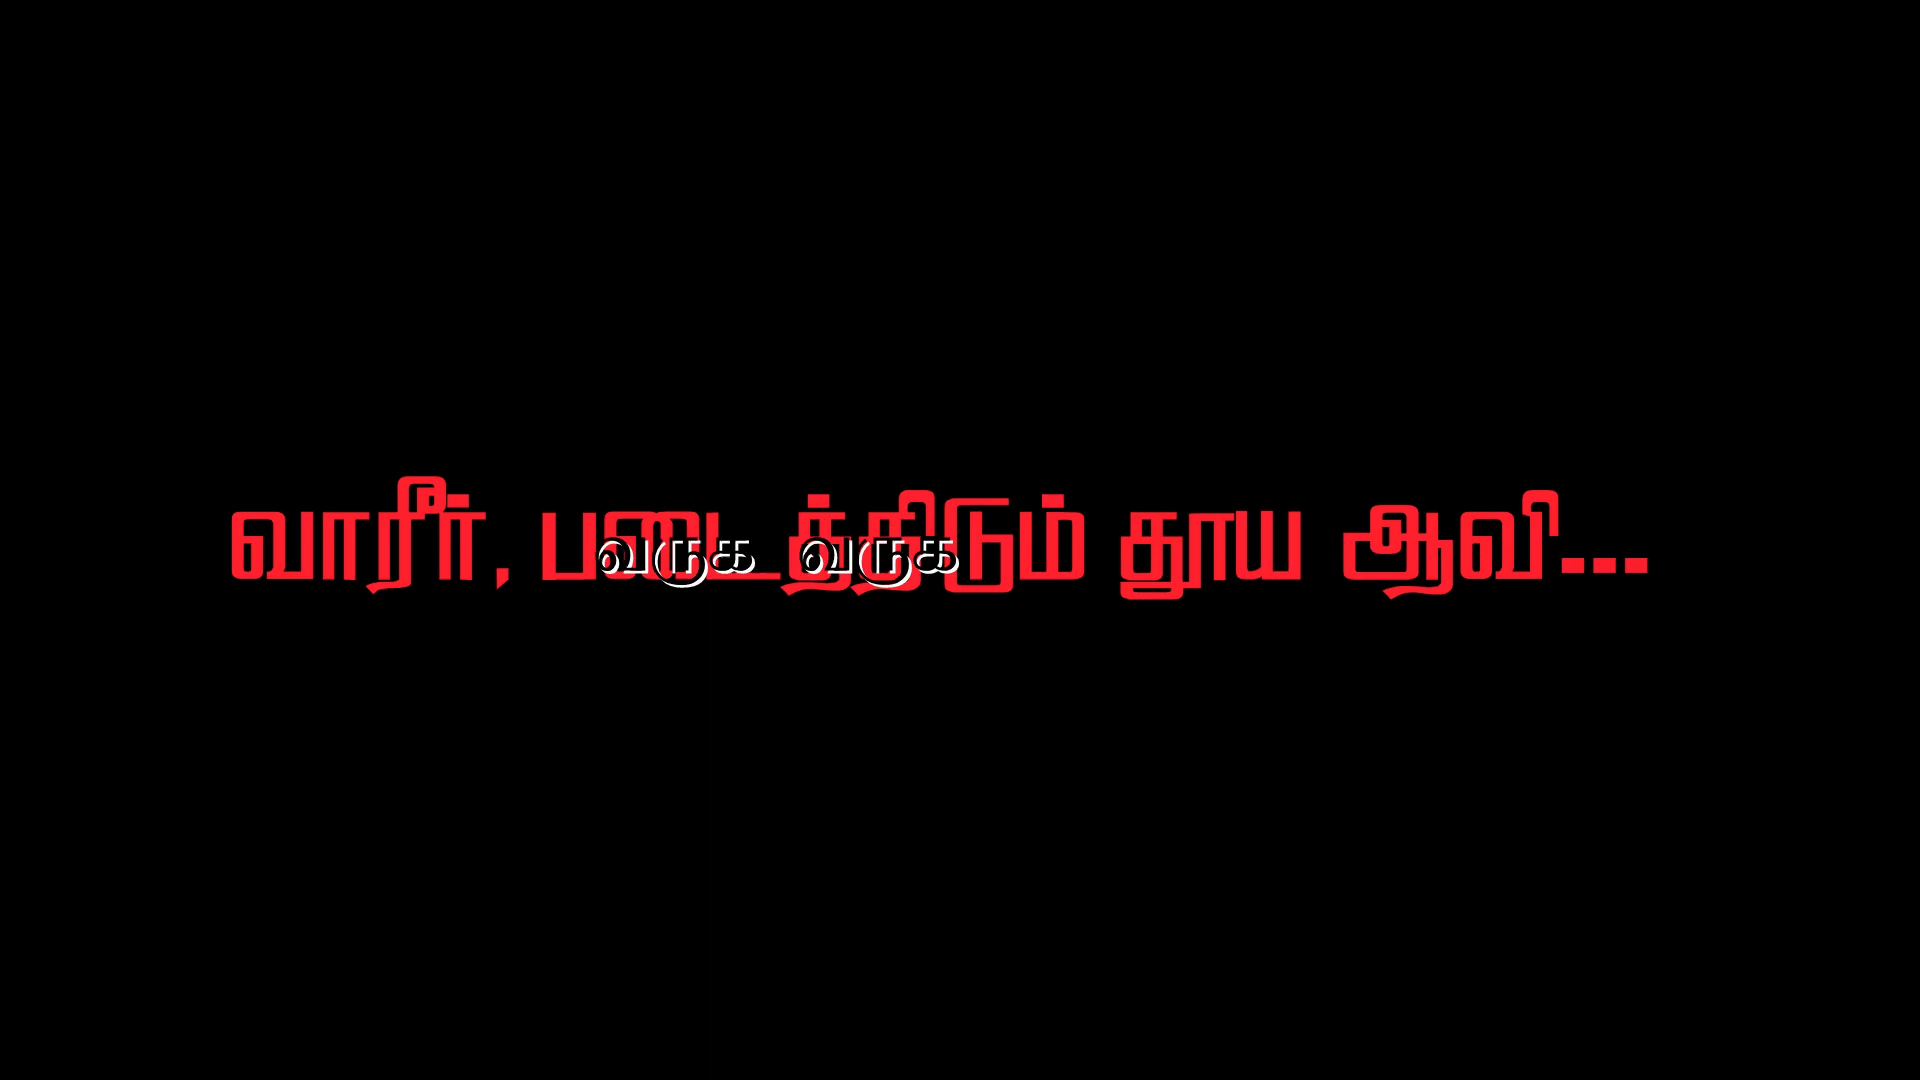 வாரீர், படைத்திடும் தூய ஆவி...
வருக வருக